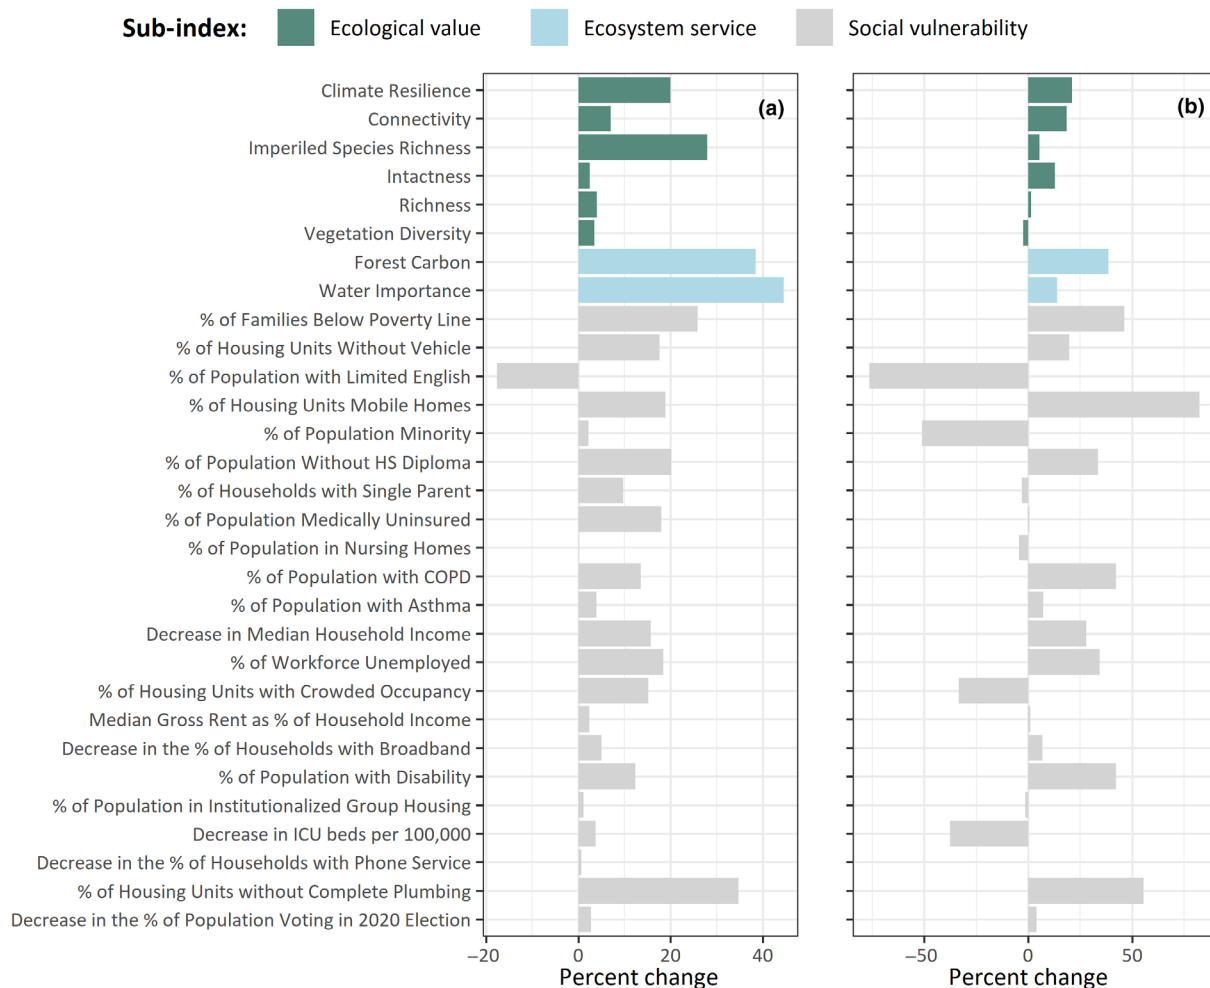 Sub-index: Ecological value Ecosystem service Social vulnerability
(a)
(b)
Climate Resilience
Connectivity
Imperiled Species Richness
Intactness
Richness
Vegetation Diversity
Forest Carbon
Water Importance
% of Families Below Poverty Line
% of Housing Units Without Vehicle
% of Population with Limited English
% of Housing Units Mobile Homes
% of Population Minority
% of Population Without HS Diploma
% of Households with Single Parent
% of Population Medically Uninsured
% of Population in Nursing Homes
% of Population with COPD
% of Population with Asthma
Decrease in Median Household Income
% of Workforce Unemployed
% of Housing Units with Crowded Occupancy
Median Gross Rent as % of Household Income
Decrease in the % of Households with Broadband
% of Population with Disability
% of Population in Institutionalized Group Housing
Decrease in ICU beds per 100,000
Decrease in the % of Households with Phone Service
% of Housing Units without Complete Plumbing
Decrease in the % of Population Voting in 2020 Election
−20 0 20 40
Percent change
−50 0 50
Percent change